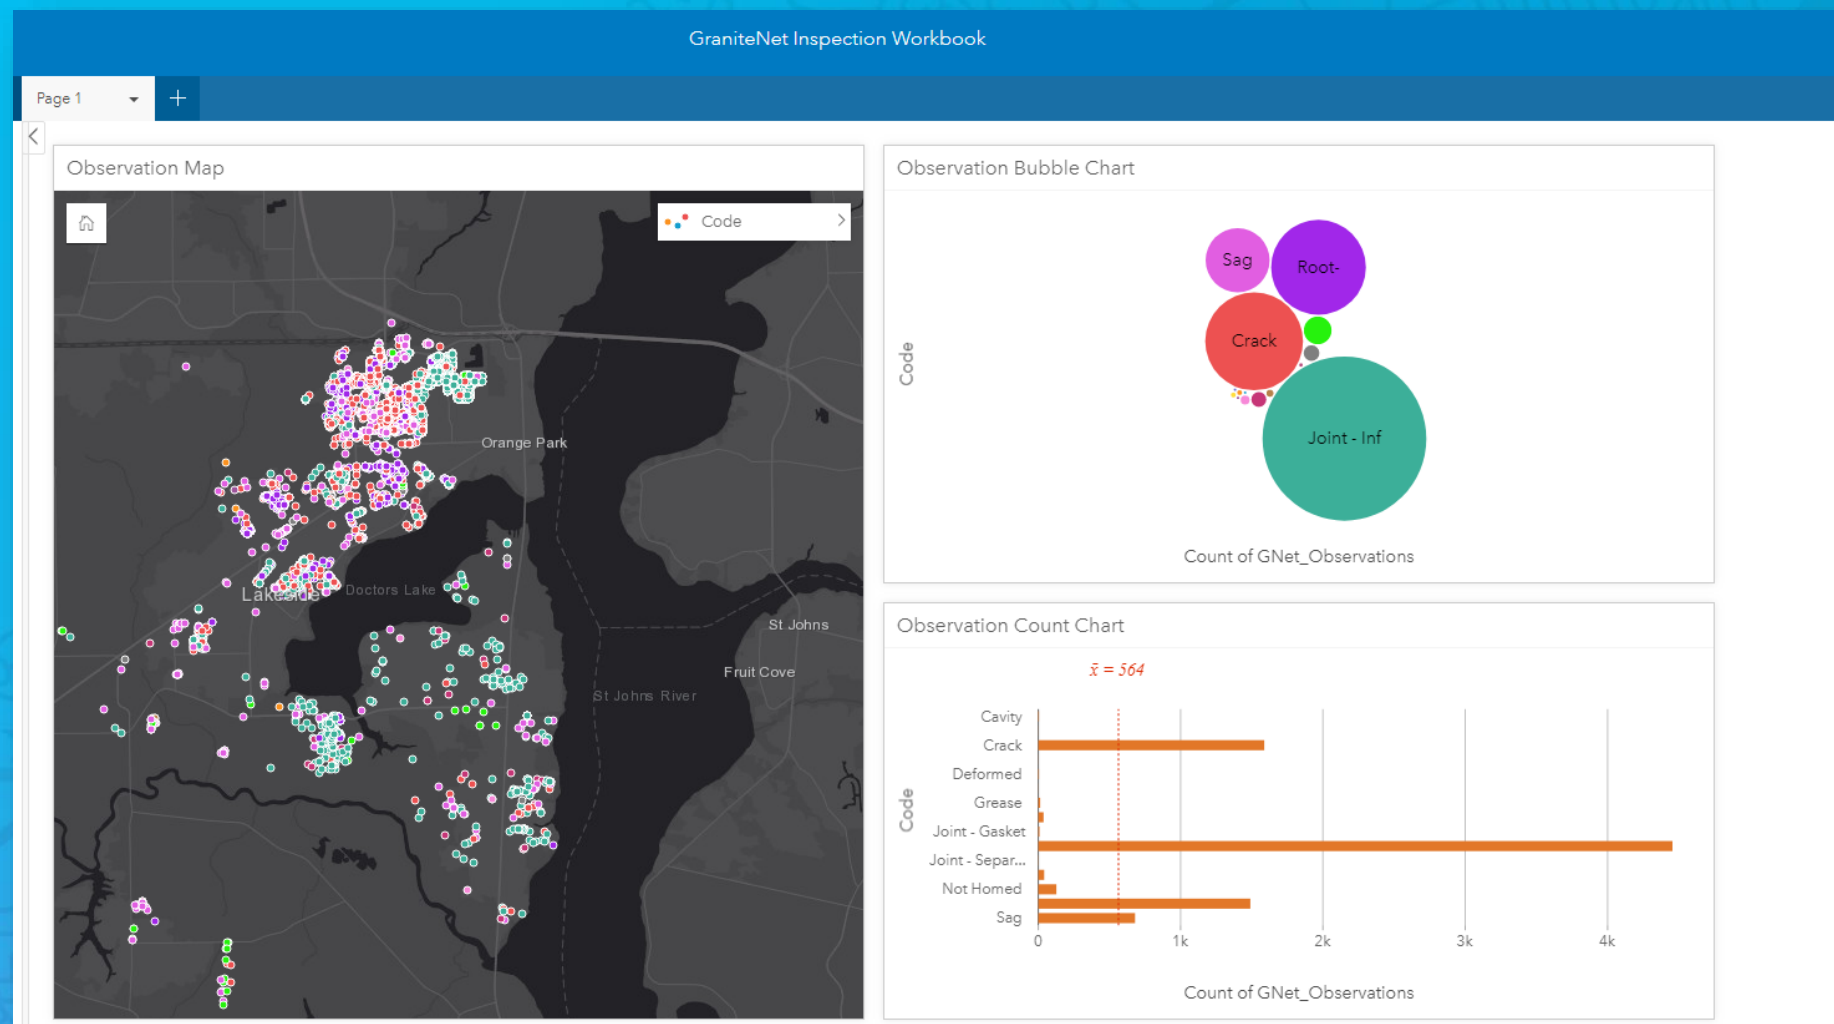 GraniteNet Inspection Workbook
Page 1
Observation Map
Code
Orange Park
Lakeside
Doctors Lake
St Johns
Fruit Cove
St Johns River
Observation Bubble Chart
Sag
Root-
Crack
Joint - Inf
Code
Count of GNet_Observations
Observation Count Chart
x̄ = 564
Cavity
Crack
Deformed
Grease
Joint - Gasket
Joint - Separ...
Not Homed
Sag
Code
0 1k 2k 3k 4k
Count of GNet_Observations